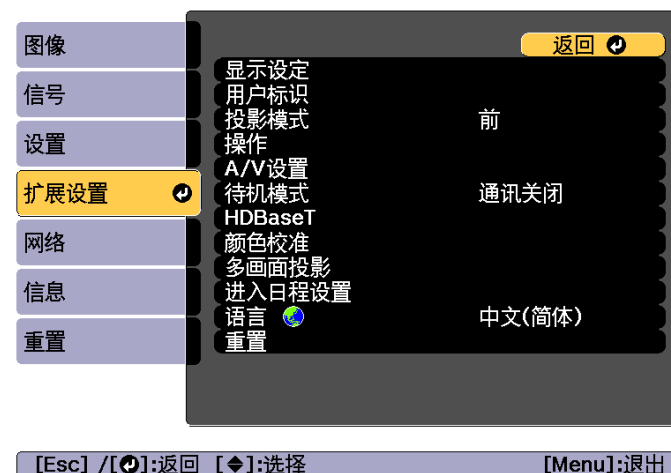 图像
信号
设置
扩展设置
网络
信息
重置
返回
显示设定
用户标识
投影模式 前
操作
A/V设置
待机模式 通讯关闭
HDBaseT
颜色校准
多画面投影
进入日程设置
语言 中文(简体)
重置
[Esc] /[⏎]:返回 [◆]:选择 [Menu]:退出